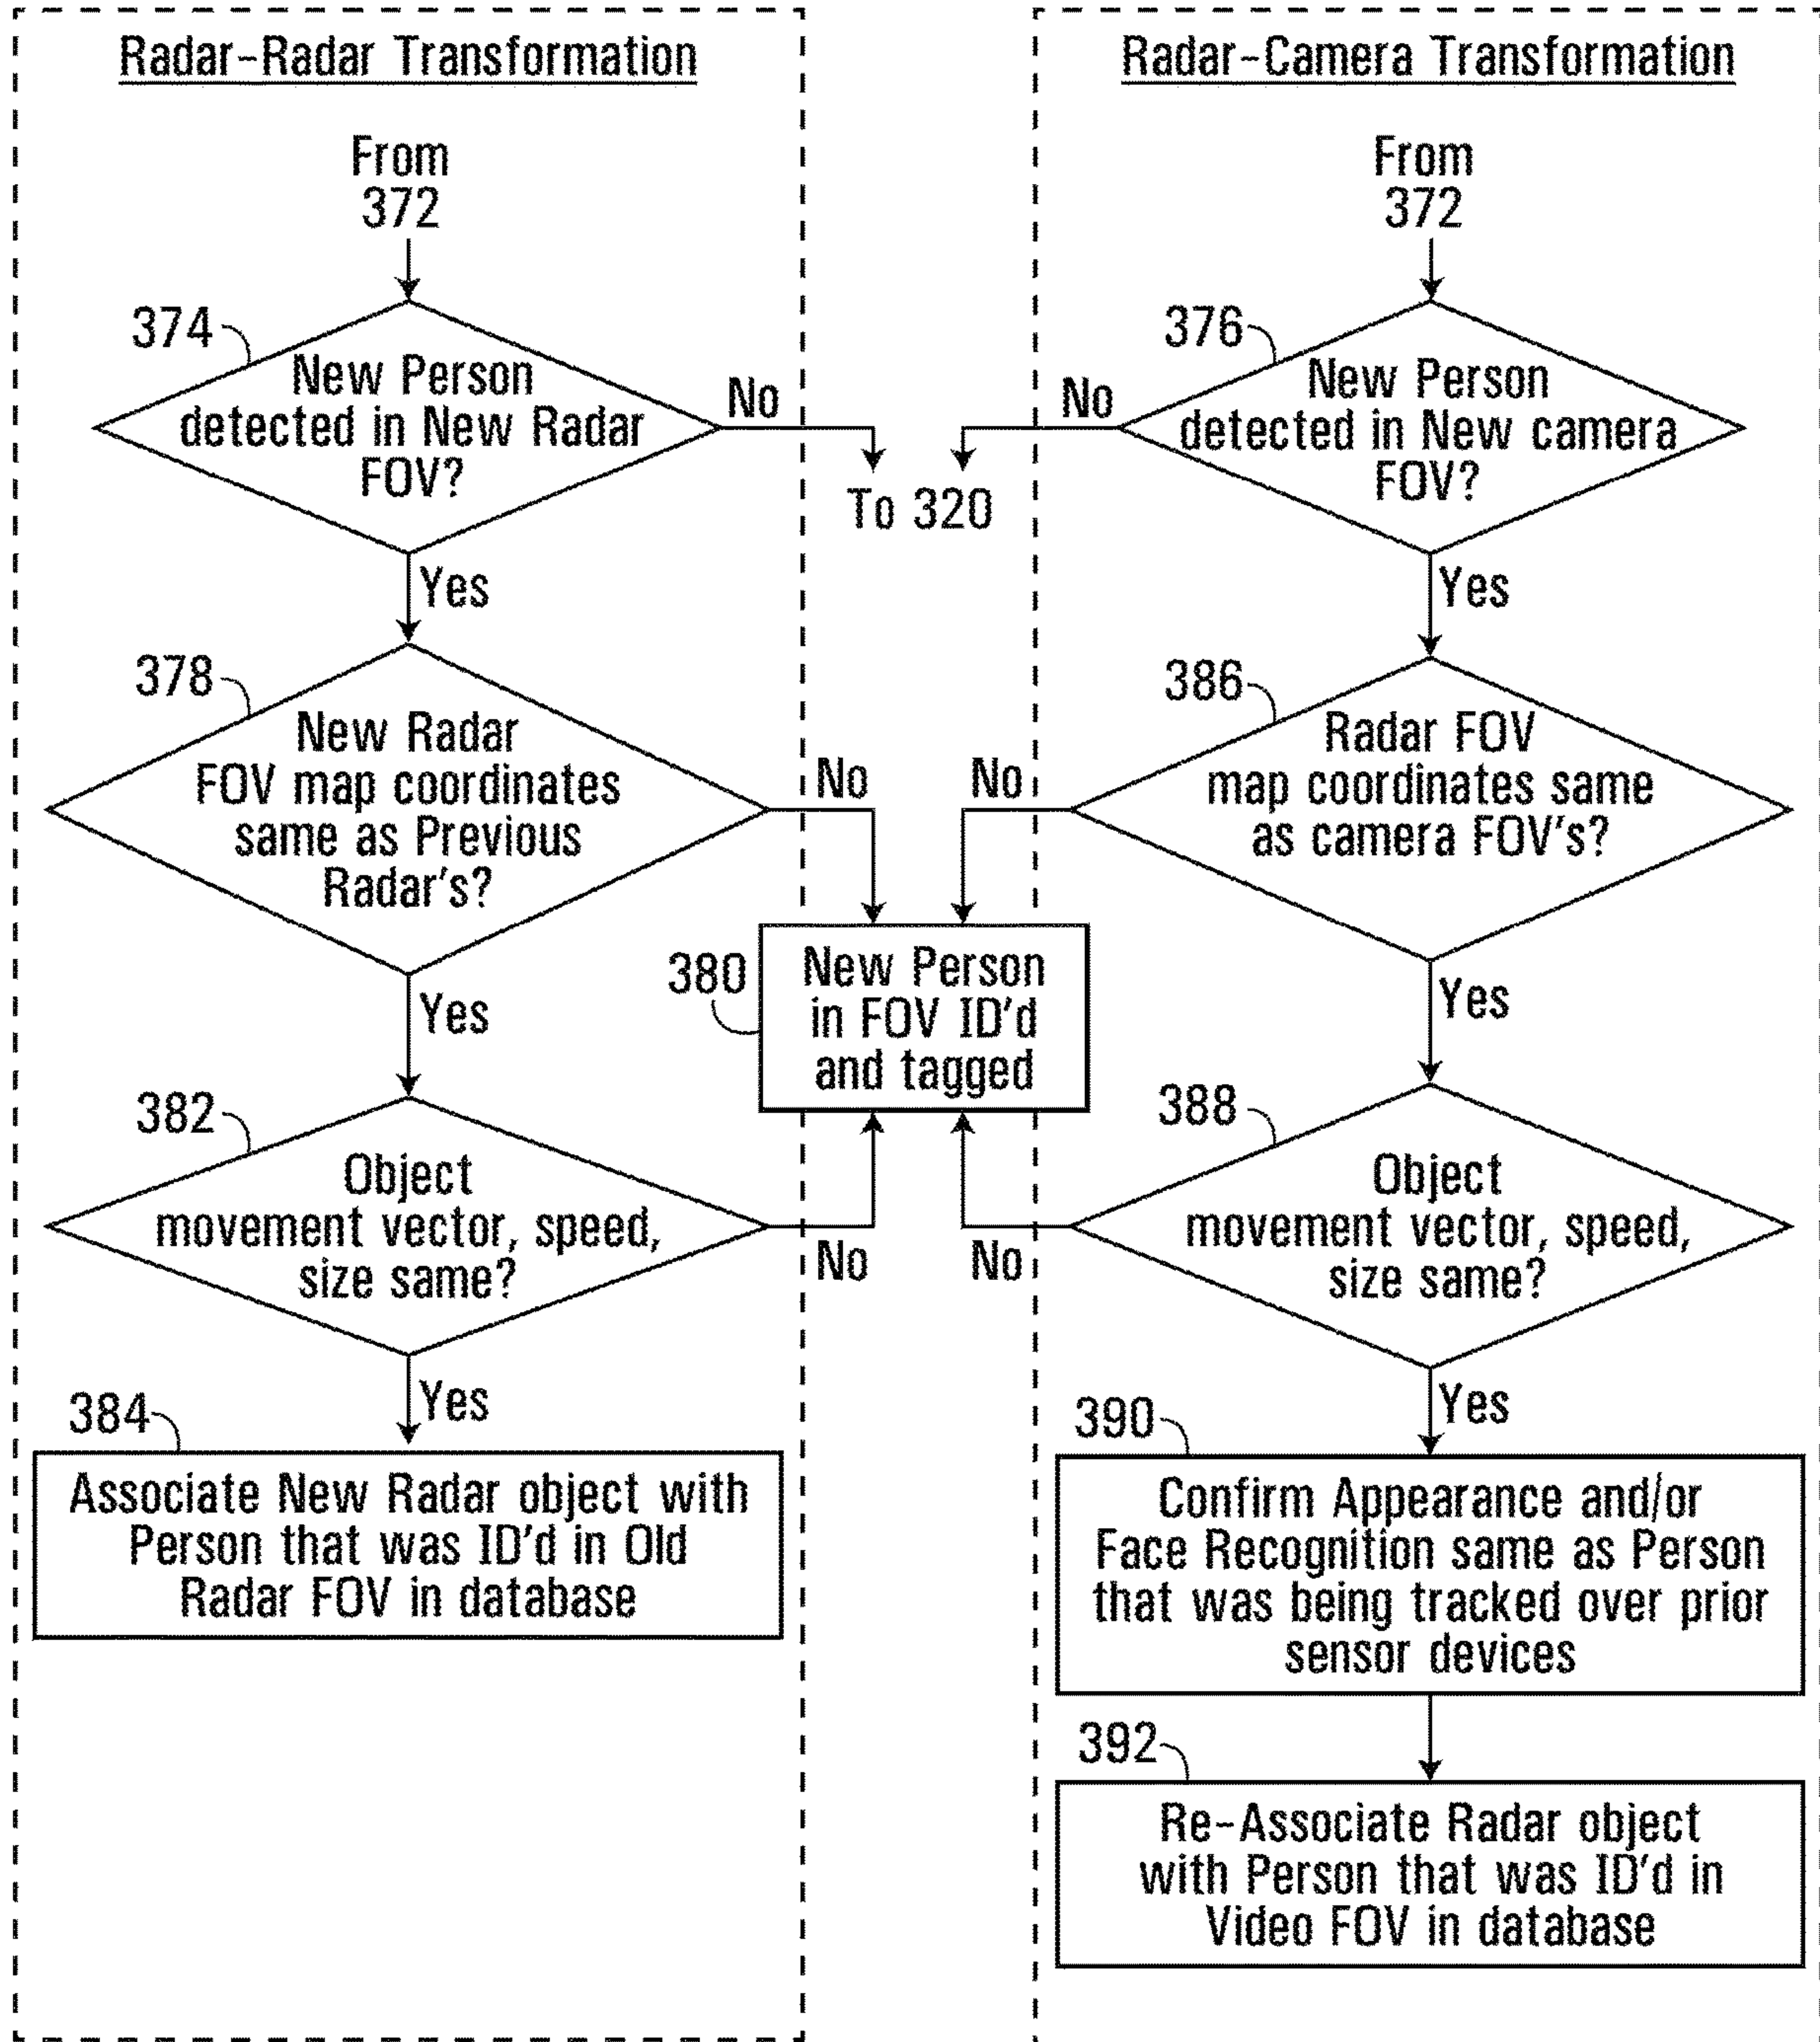 Radar-Radar Transformation
From
372
374
New Person
detected in New Radar
FOV?
No
Yes
378
New Radar
FOV map coordinates
same as Previous
Radar's?
No
Yes
382
Object
movement vector, speed,
size same?
No
Yes
384
Associate New Radar object with
Person that was ID'd in Old
Radar FOV in database
To 320
380
New Person
in FOV ID'd
and tagged
Radar-Camera Transformation
From
372
376
New Person
detected in New camera
FOV?
No
Yes
386
Radar FOV
map coordinates same
as camera FOV's?
No
Yes
388
Object
movement vector, speed,
size same?
No
Yes
390
Confirm Appearance and/or
Face Recognition same as Person
that was being tracked over prior
sensor devices
392
Re-Associate Radar object
with Person that was ID'd in
Video FOV in database